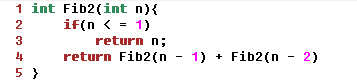 1 int Fib2(int n){
2     if(n < = 1)
3         return n;
4     return Fib2(n - 1) + Fib2(n - 2)
5 }